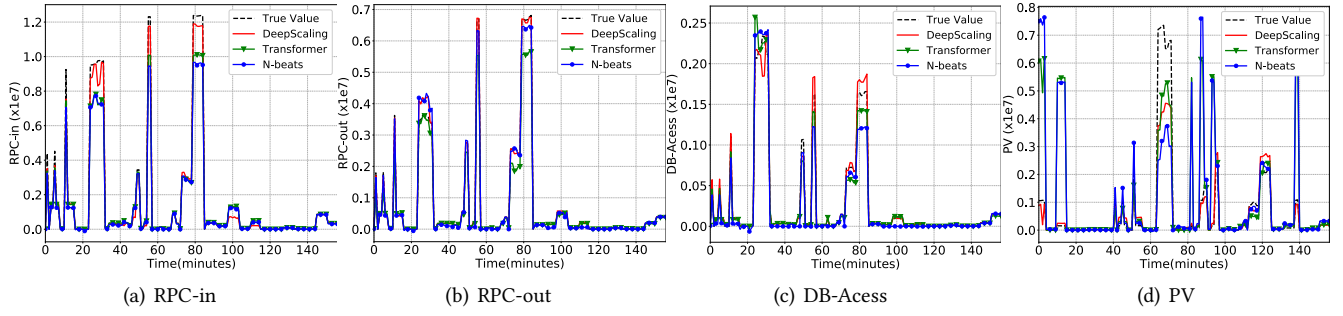 True Value
DeepScaling
Transformer
N-beats
RPC-in (x1e7)
1.2
1.0
0.8
0.6
0.4
0.2
0.0
0 20 40 60 80 100 120 140
Time(minutes)
(a) RPC-in
True Value
DeepScaling
Transformer
N-beats
RPC-out (x1e7)
0.7
0.6
0.5
0.4
0.3
0.2
0.1
0.0
0 20 40 60 80 100 120 140
Time(minutes)
(b) RPC-out
True Value
DeepScaling
Transformer
N-beats
DB-Acess (x1e7)
0.25
0.20
0.15
0.10
0.05
0.00
0 20 40 60 80 100 120 140
Time(minutes)
(c) DB-Acess
True Value
DeepScaling
Transformer
N-beats
PV (x1e7)
0.8
0.7
0.6
0.5
0.4
0.3
0.2
0.1
0.0
0 20 40 60 80 100 120 140
Time(minutes)
(d) PV